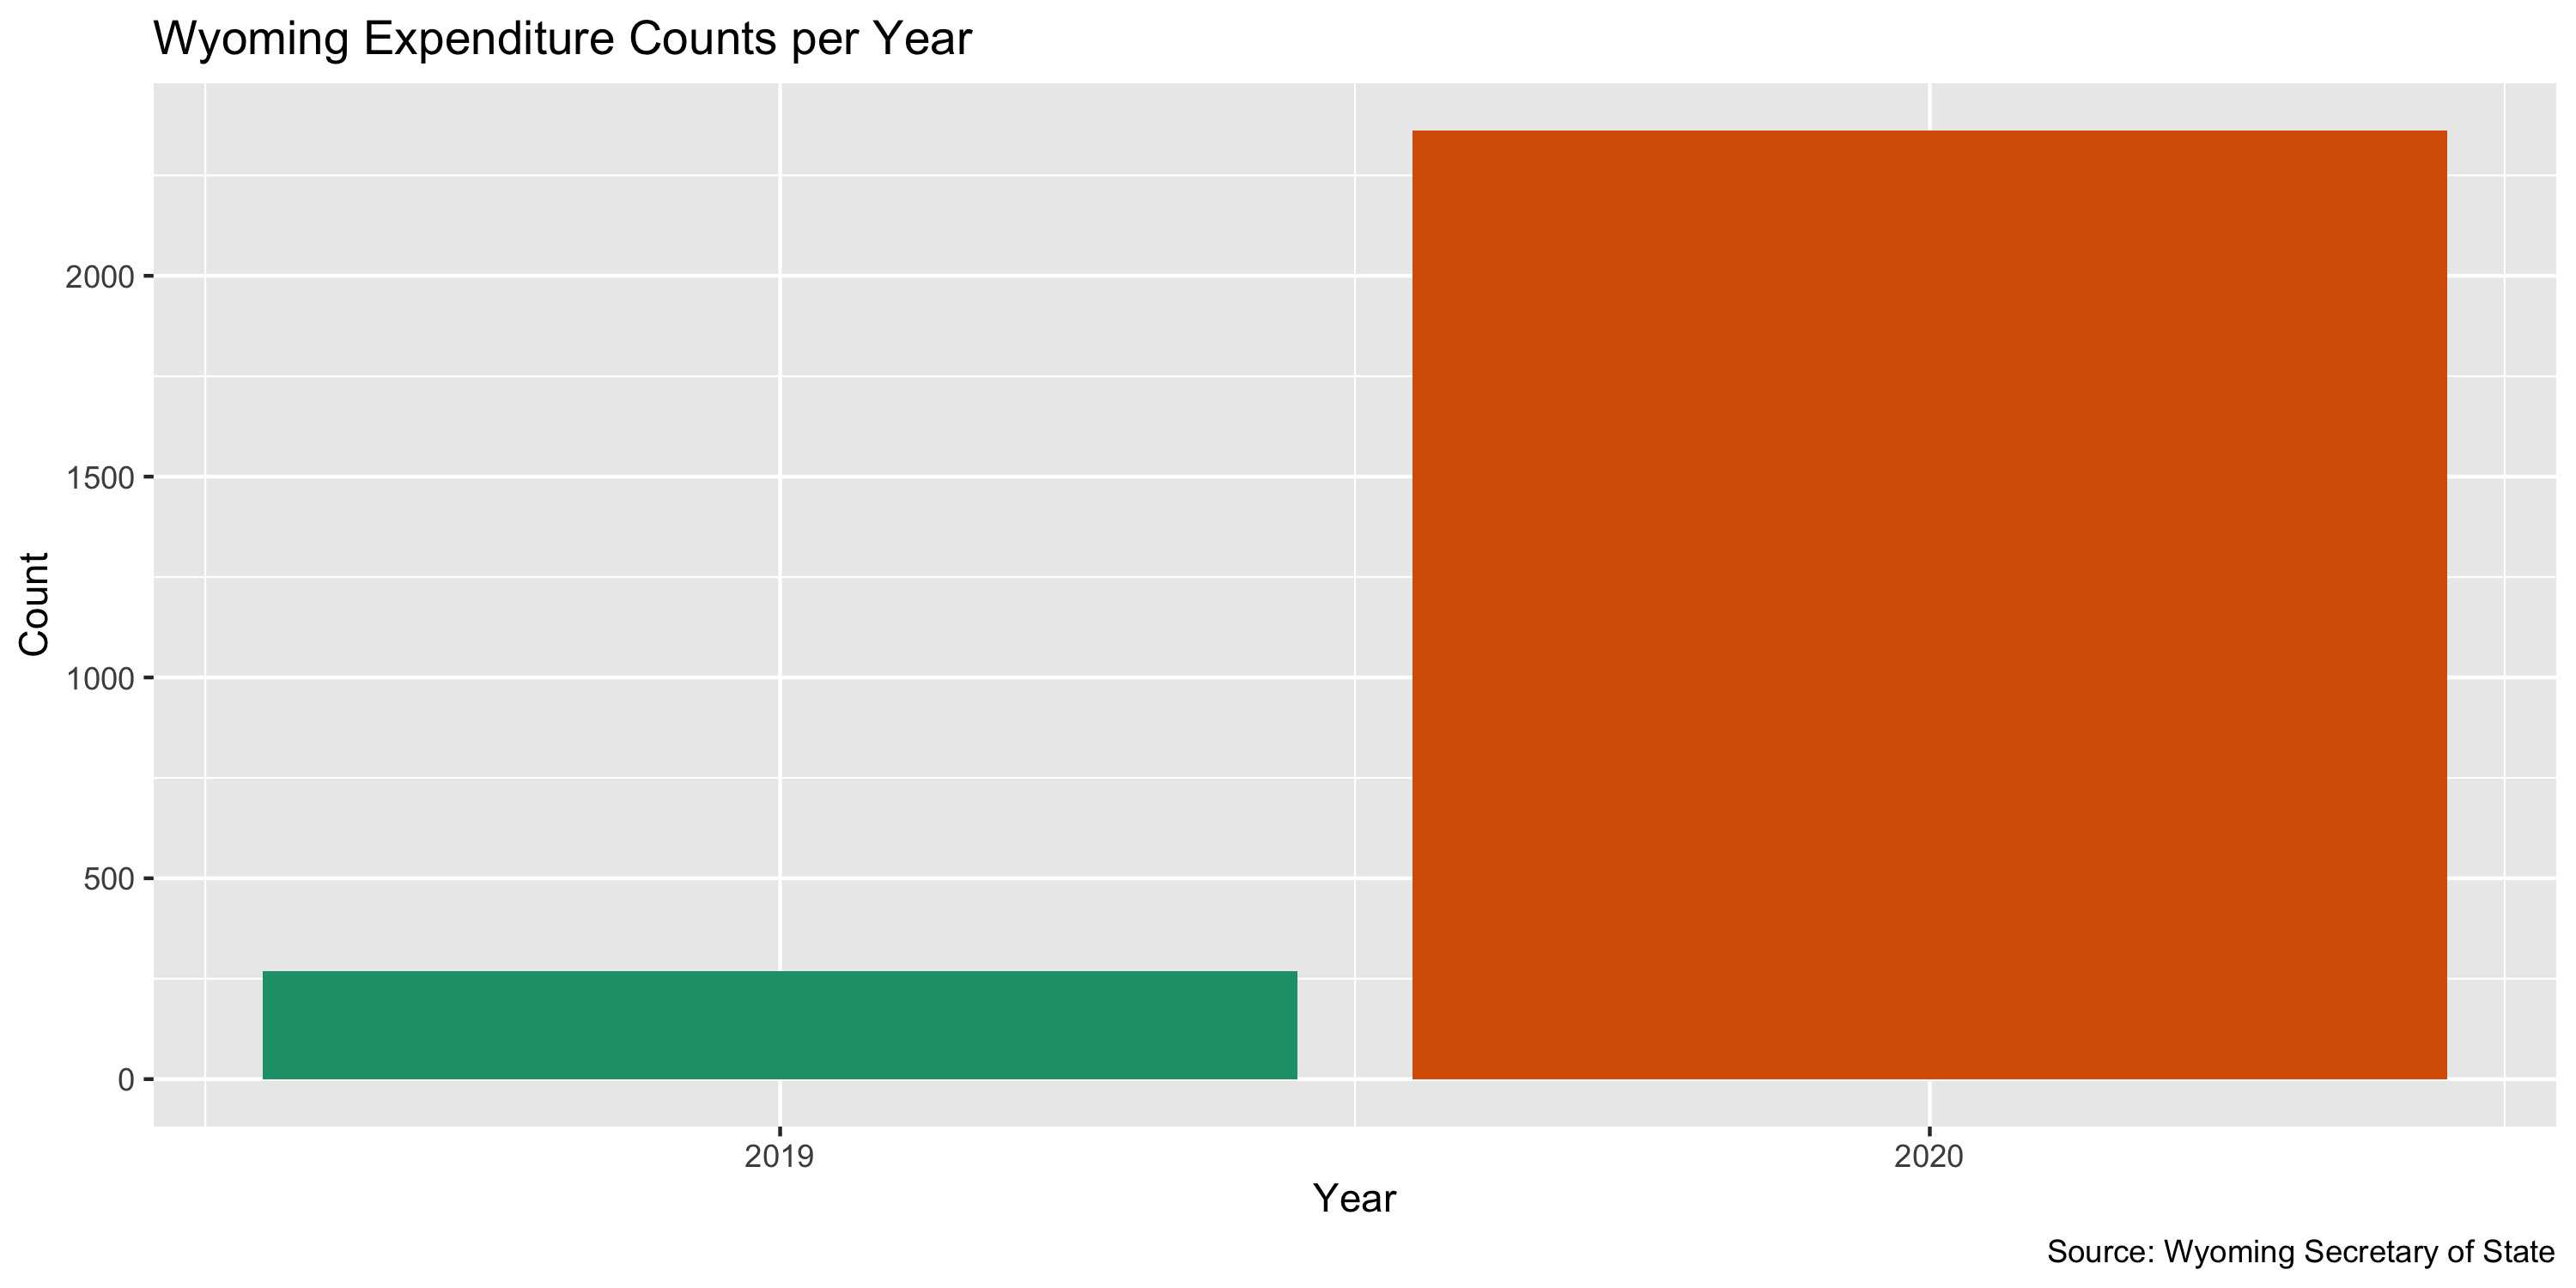 Wyoming Expenditure Counts per Year
Count
2000
1500
1000
500
0
2019
2020
Year
Source: Wyoming Secretary of State